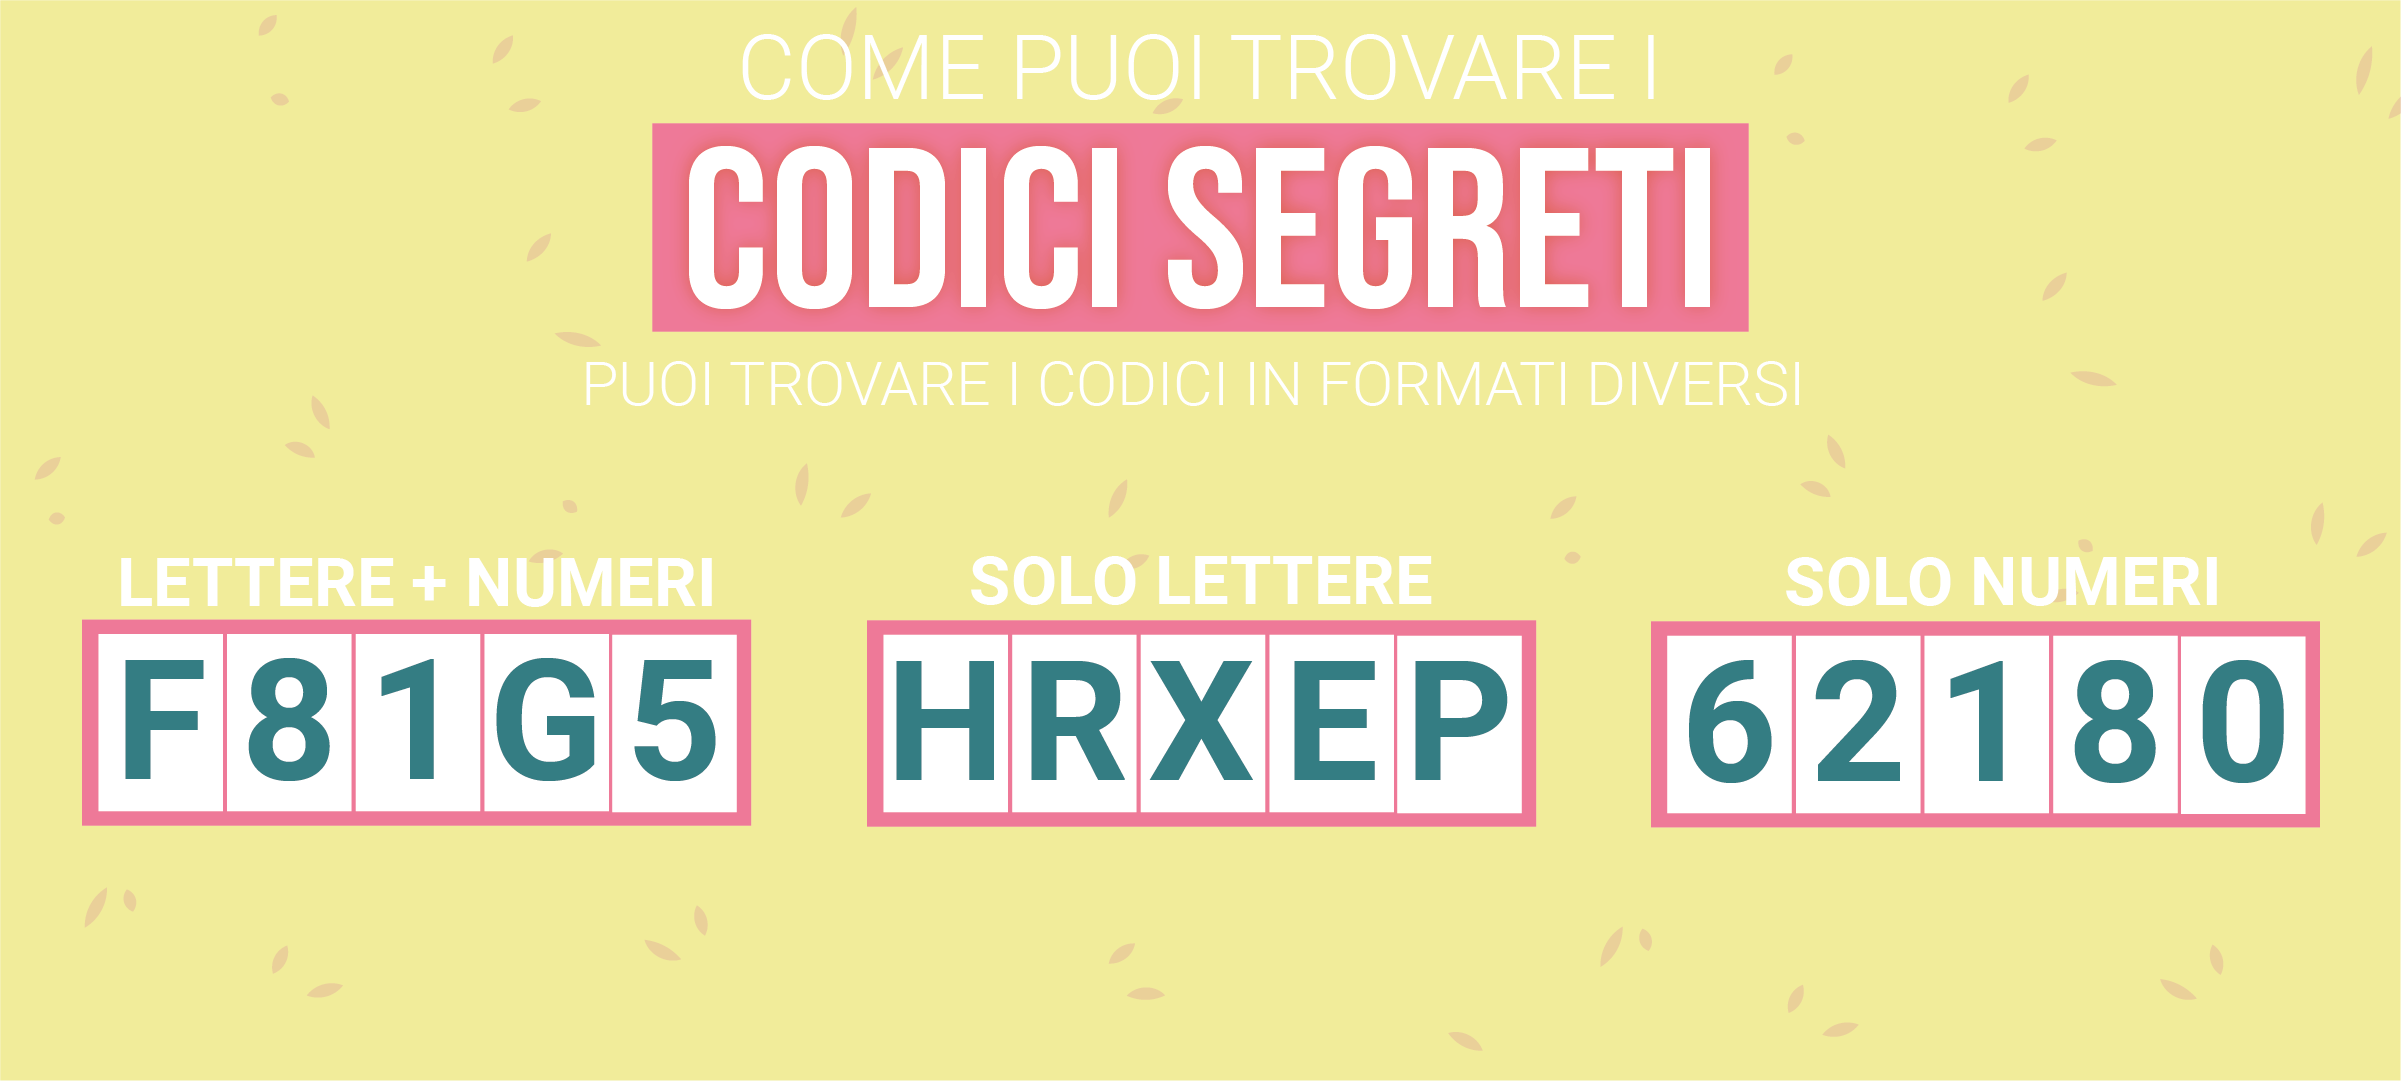 COME PUOI TROVARE I
CODICI SEGRETI
PUOI TROVARE I CODICI IN FORMATI DIVERSI
LETTERE + NUMERI
F81G5
SOLO LETTERE
HRXEP
SOLO NUMERI
62180